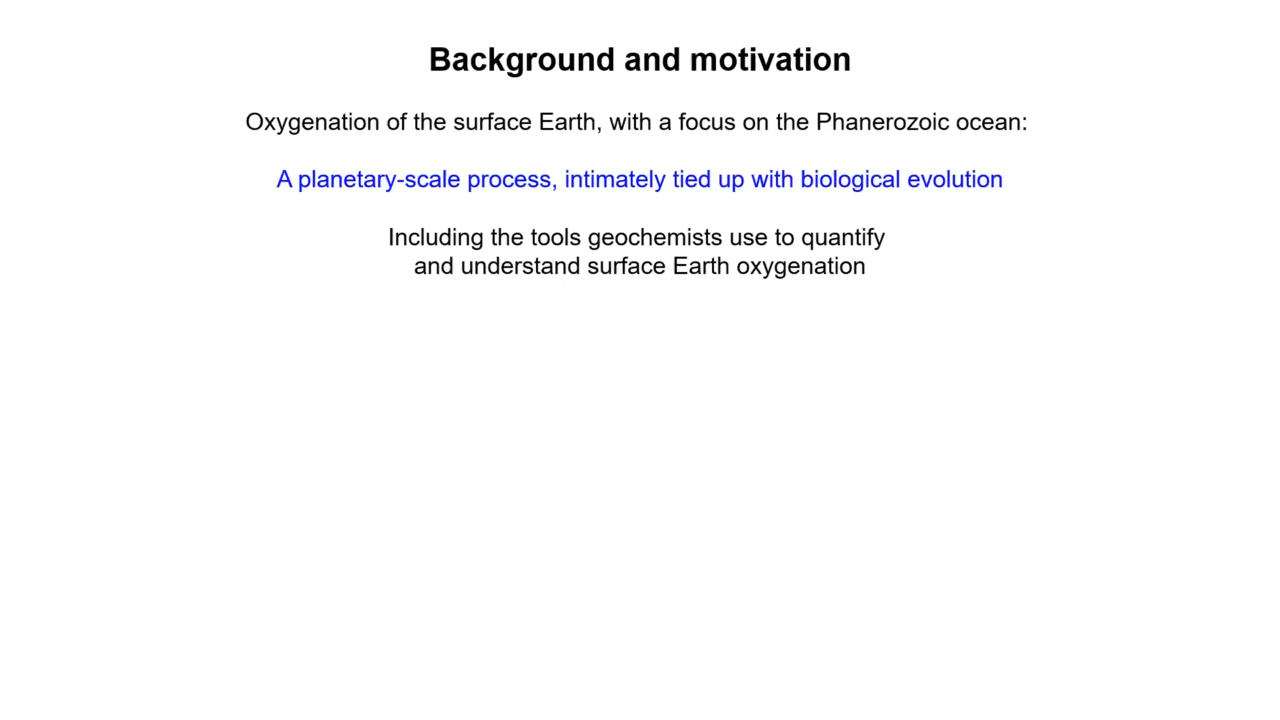 Background and motivation
Oxygenation of the surface Earth, with a focus on the Phanerozoic ocean:
A planetary-scale process, intimately tied up with biological evolution
Including the tools geochemists use to quantify
and understand surface Earth oxygenation